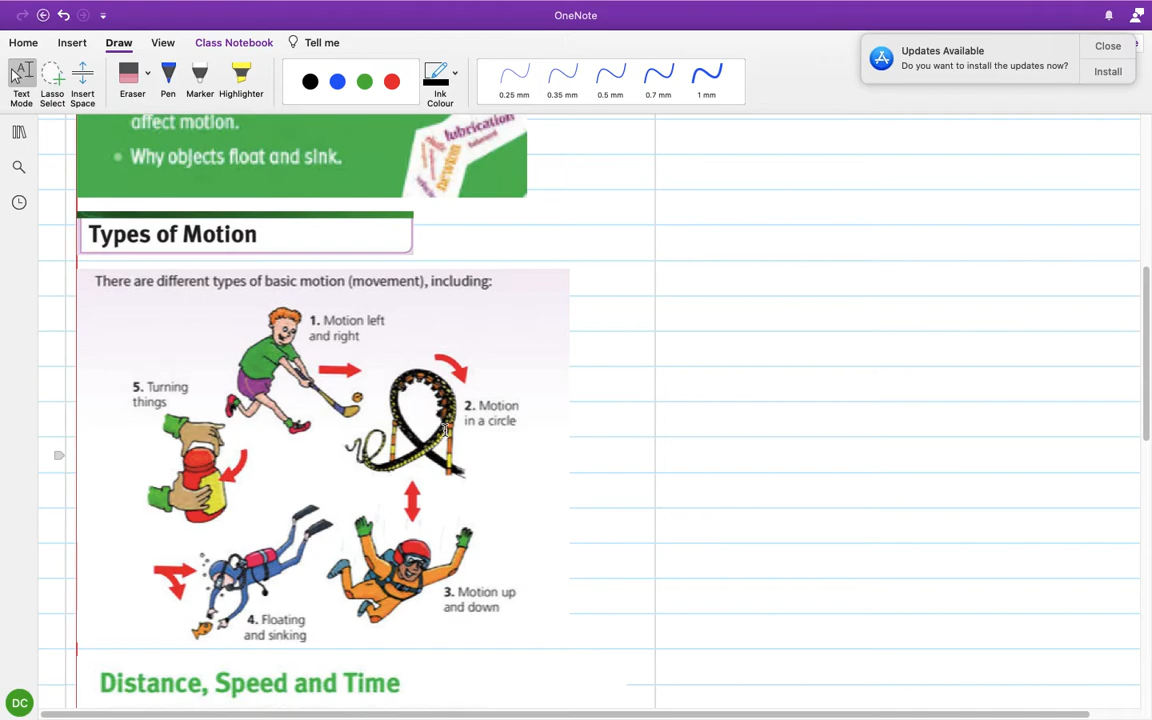 OneNote
Home Insert Draw View Class Notebook Tell me
Updates Available
Do you want to install the updates now?
Close
Install
Text Mode
Lasso Select
Insert Space
Eraser
Pen
Marker
Highlighter
Ink Colour
0.25 mm 0.35 mm 0.5 mm 0.7 mm 1 mm
affect motion.
• Why objects float and sink.
lubrication
newton
Types of Motion
There are different types of basic motion (movement), including:
1. Motion left
and right
5. Turning
things
2. Motion
in a circle
3. Motion up
and down
4. Floating
and sinking
Distance, Speed and Time
DC